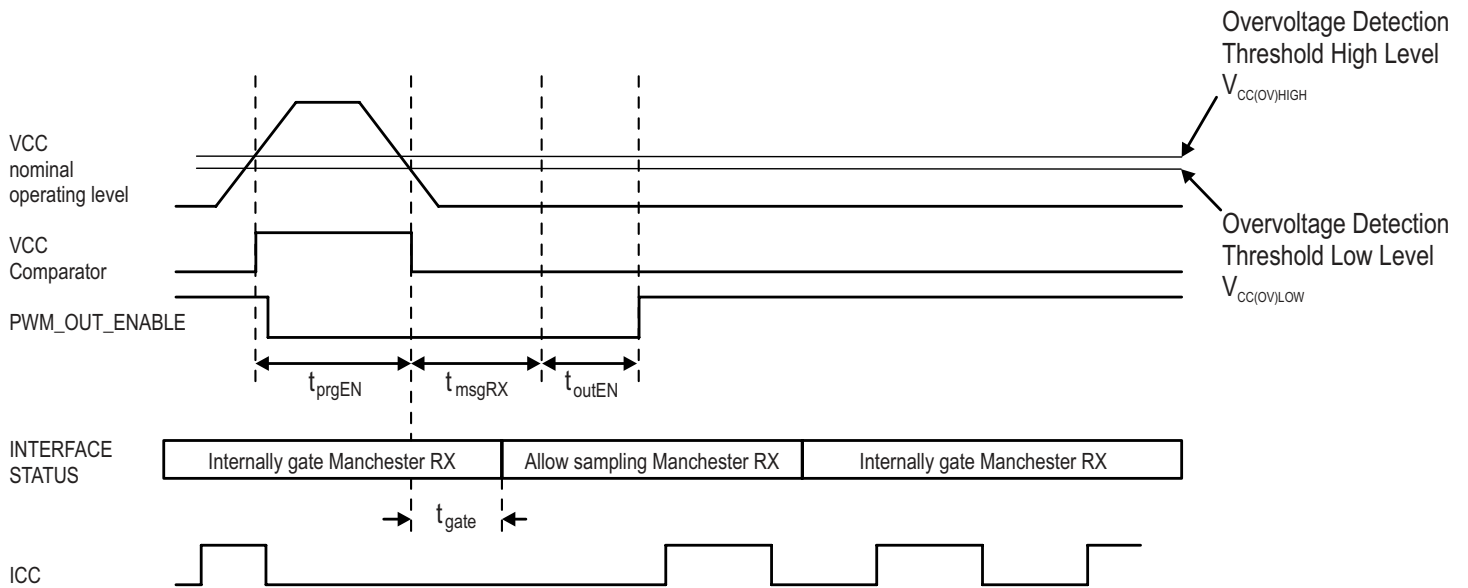 Overvoltage Detection
Threshold High Level
VCC(OV)HIGH
VCC
nominal
operating level
Overvoltage Detection
Threshold Low Level
VCC(OV)LOW
VCC
Comparator
PWM_OUT_ENABLE
tprgEN
tmsgRX
toutEN
INTERFACE
STATUS
Internally gate Manchester RX
Allow sampling Manchester RX
Internally gate Manchester RX
tgate
ICC